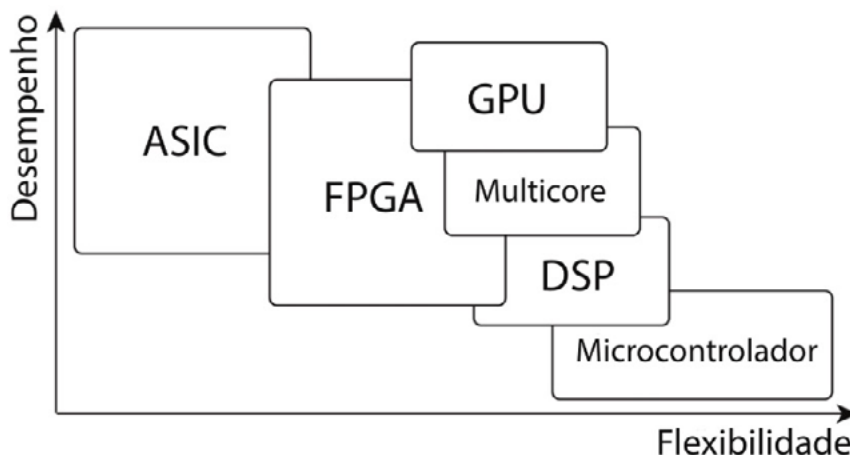 Desempenho
ASIC
GPU
FPGA
Multicore
DSP
Microcontrolador
Flexibilidade